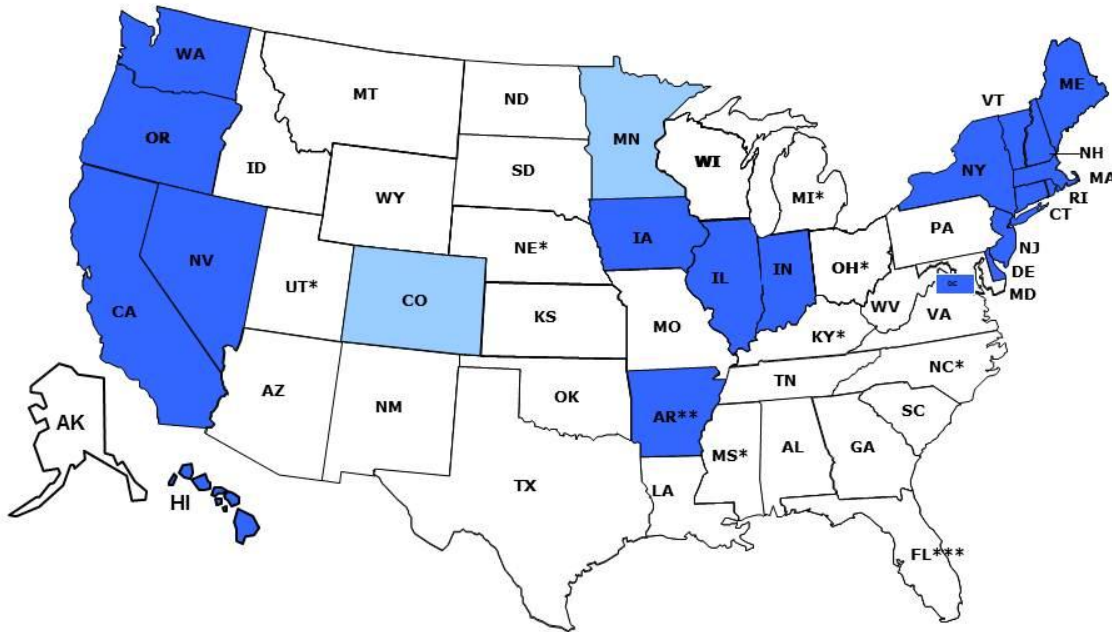 WA
ME
VT
MT
ND
MN
OR
NH
WI
NY
MA
ID
SD
RI
MI*
WY
CT
PA
IA
NE*
NJ
OH*
IL
IN
NV
DE
UT*
CO
DC
MD
WV
VA
CA
KS
MO
KY*
NC*
TN
AZ
OK
NM
AR**
SC
AK
MS*
AL
GA
TX
LA
HI
FL***